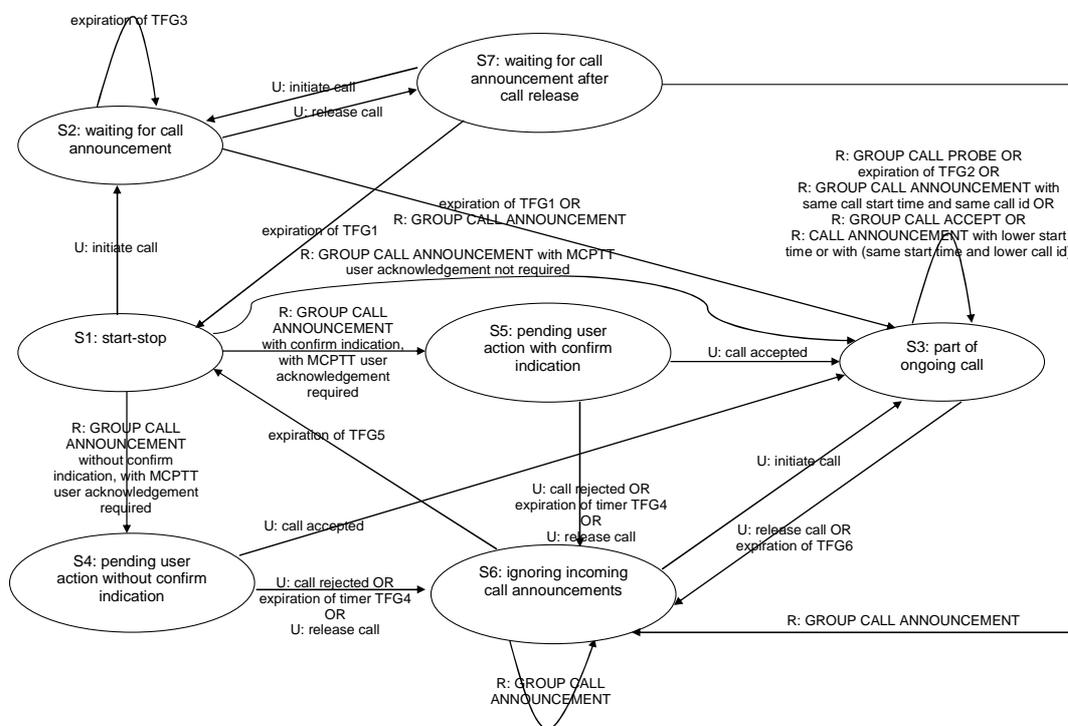 expiration of TFG3
S7: waiting for call
announcement after
call release
U: initiate call
U: release call
S2: waiting for call
announcement
R: GROUP CALL PROBE OR
expiration of TFG2 OR
R: GROUP CALL ANNOUNCEMENT with
same call start time and same call id OR
R: GROUP CALL ACCEPT OR
R: CALL ANNOUNCEMENT with lower start
time or with (same start time and lower call id)
expiration of TFG1 OR
R: GROUP CALL ANNOUNCEMENT
expiration of TFG1
U: initiate call
R: GROUP CALL ANNOUNCEMENT with MCPTT
user acknowledgement not required
S1: start-stop
R: GROUP CALL
ANNOUNCEMENT
with confirm indication,
with MCPTT user
acknowledgement
required
S5: pending user
action with confirm
indication
U: call accepted
S3: part of
ongoing call
R: GROUP CALL
ANNOUNCEMENT
without confirm
indication, with MCPTT
user acknowledgement
required
expiration of TFG5
U: initiate call
U: call rejected OR
expiration of timer TFG4
OR
U: release call
U: call accepted
U: release call OR
expiration of TFG6
S4: pending user
action without confirm
indication
U: call rejected OR
expiration of timer TFG4
OR
U: release call
S6: ignoring incoming
call announcements
R: GROUP CALL ANNOUNCEMENT
R: GROUP CALL
ANNOUNCEMENT